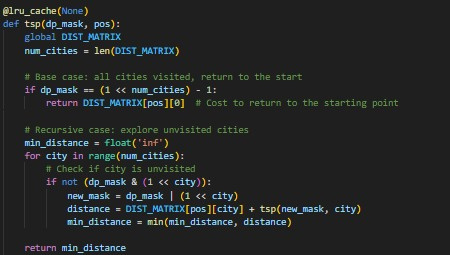 @lru_cache(None)
def tsp(dp_mask, pos):
    global DIST_MATRIX
    num_cities = len(DIST_MATRIX)

    # Base case: all cities visited, return to the start
    if dp_mask == (1 << num_cities) - 1:
        return DIST_MATRIX[pos][0]  # Cost to return to the starting point

    # Recursive case: explore unvisited cities
    min_distance = float('inf')
    for city in range(num_cities):
        # Check if city is unvisited
        if not (dp_mask & (1 << city)):
            new_mask = dp_mask | (1 << city)
            distance = DIST_MATRIX[pos][city] + tsp(new_mask, city)
            min_distance = min(min_distance, distance)

    return min_distance